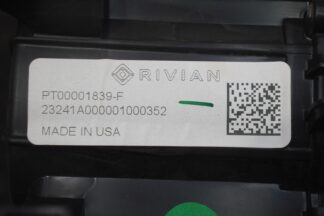 RIVIAN
PT00001839-F
23241A000001000352
MADE IN USA